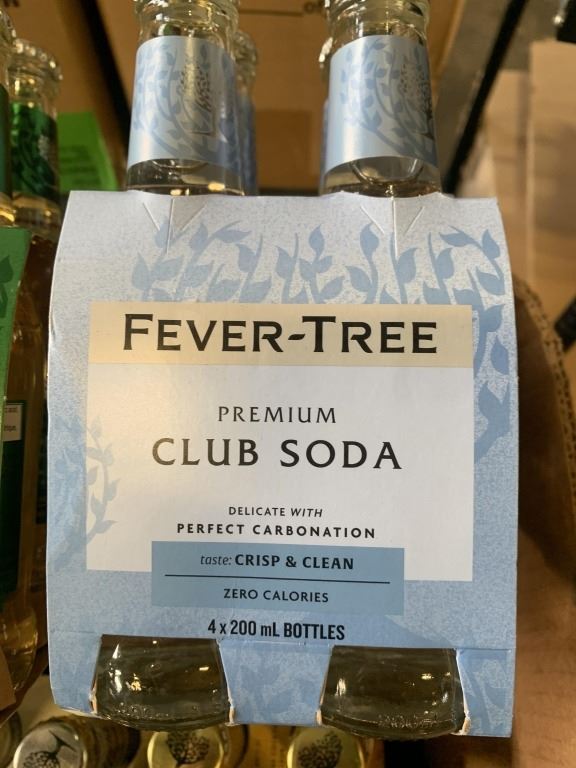 FEVER-TREE
PREMIUM
CLUB SODA
DELICATE WITH
PERFECT CARBONATION
taste: CRISP & CLEAN
ZERO CALORIES
4 x 200 mL BOTTLES